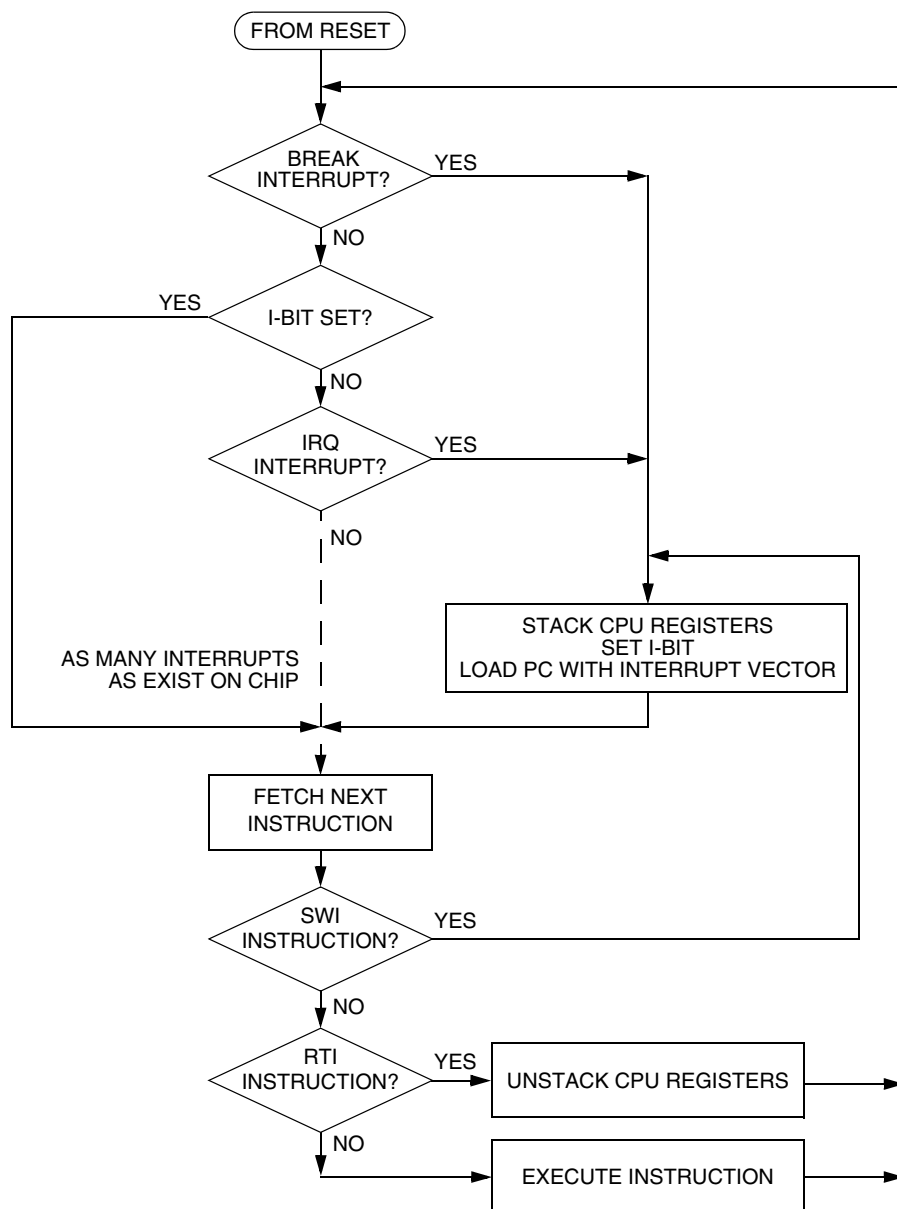 FROM RESET
BREAK
INTERRUPT?
YES
NO
YES
I-BIT SET?
NO
IRQ
INTERRUPT?
YES
NO
STACK CPU REGISTERS
SET I-BIT
LOAD PC WITH INTERRUPT VECTOR
AS MANY INTERRUPTS
AS EXIST ON CHIP
FETCH NEXT
INSTRUCTION
SWI
INSTRUCTION?
YES
NO
RTI
INSTRUCTION?
YES
UNSTACK CPU REGISTERS
NO
EXECUTE INSTRUCTION